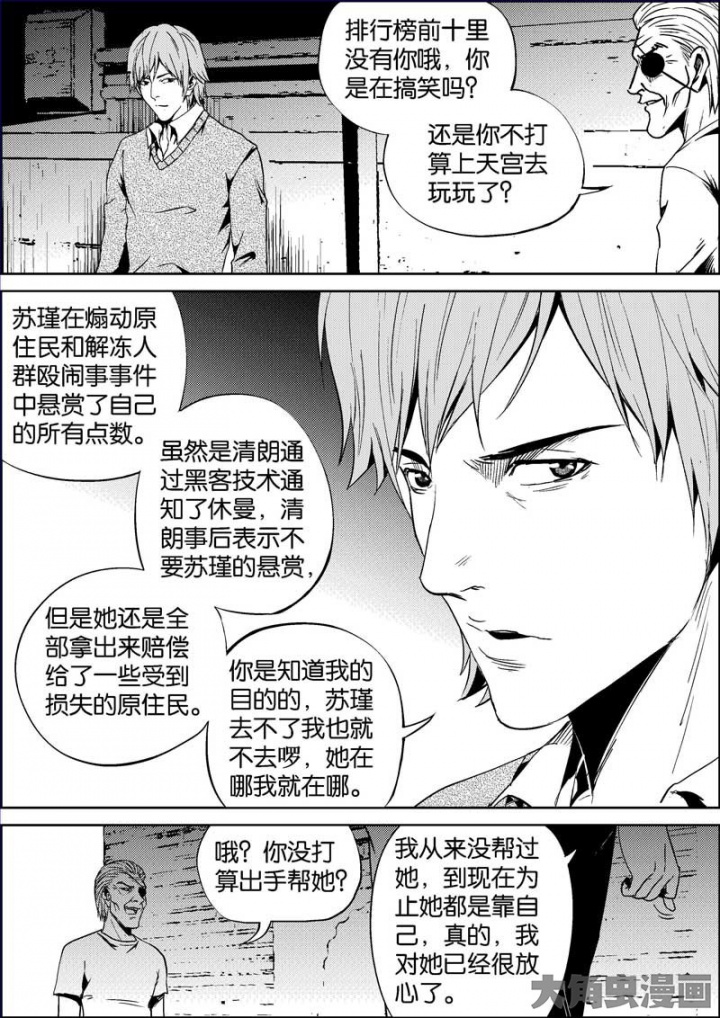 排行榜前十里
没有你哦，你
是在搞笑吗？
还是你不打
算上天宫去
玩玩了？
苏瑾在煽动原
住民和解冻人
群殴闹事事件
中悬赏了自己
的所有点数。
虽然是清朗通
过黑客技术通
知了休曼，清
朗事后表示不
要苏瑾的悬赏，
但是她还是全
部拿出来赔偿
给了一些受到
损失的原住民。
你是知道我的
目的的，苏瑾
去不了我也就
不去啰，她在
哪我就在哪。
哦？你没打
算出手帮她？
我从来没帮过
她，到现在为
止她都是靠自
己，真的，我
对她已经很放
心了。
大角虫漫画